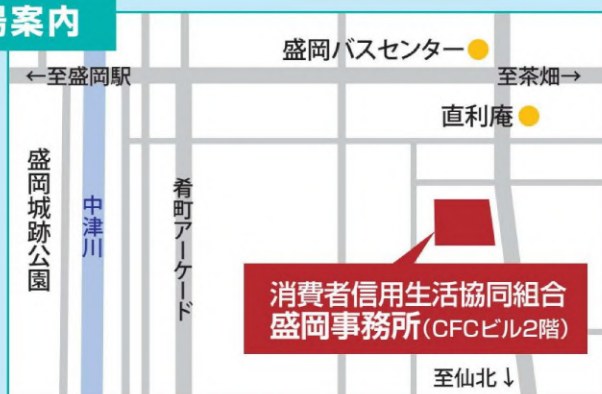 場案内
盛岡バスセンター
←至盛岡駅
至茶畑→
直利庵
盛岡城跡公園
中津川
肴町アーケード
消費者信用生活協同組合
盛岡事務所(CFCビル2階)
至仙北↓